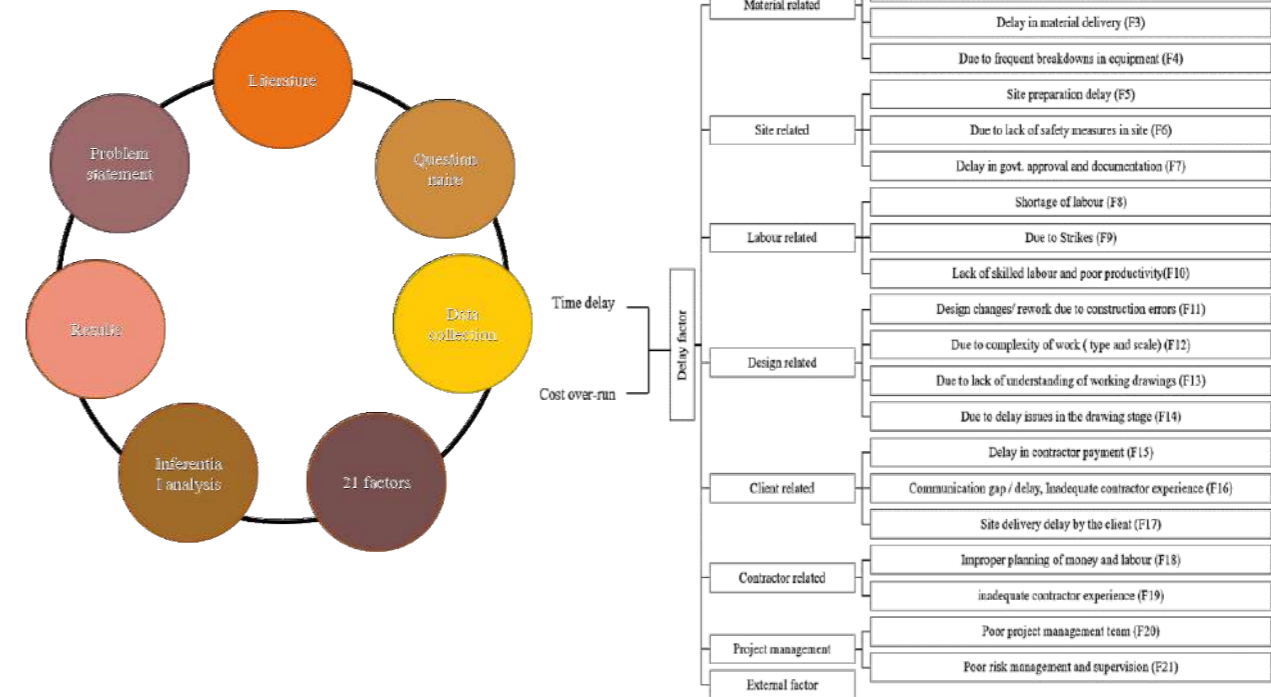 Literature
Problem
statement
Question
naire
Results
Data
collection
Inferentia
l analysis
21 factors
Time delay
Cost over-run
Delay factor
Material related
Delay in material delivery (F3)
Due to frequent breakdowns in equipment (F4)
Site related
Site preparation delay (F5)
Due to lack of safety measures in site (F6)
Delay in govt. approval and documentation (F7)
Labour related
Shortage of labour (F8)
Due to Strikes (F9)
Lack of skilled labour and poor productivity(F10)
Design related
Design changes/ rework due to construction errors (F11)
Due to complexity of work ( type and scale) (F12)
Due to lack of understanding of working drawings (F13)
Due to delay issues in the drawing stage (F14)
Client related
Delay in contractor payment (F15)
Communication gap / delay, Inadequate contractor experience (F16)
Site delivery delay by the client (F17)
Contractor related
Improper planning of money and labour (F18)
inadequate contractor experience (F19)
Project management
Poor project management team (F20)
Poor risk management and supervision (F21)
External factor